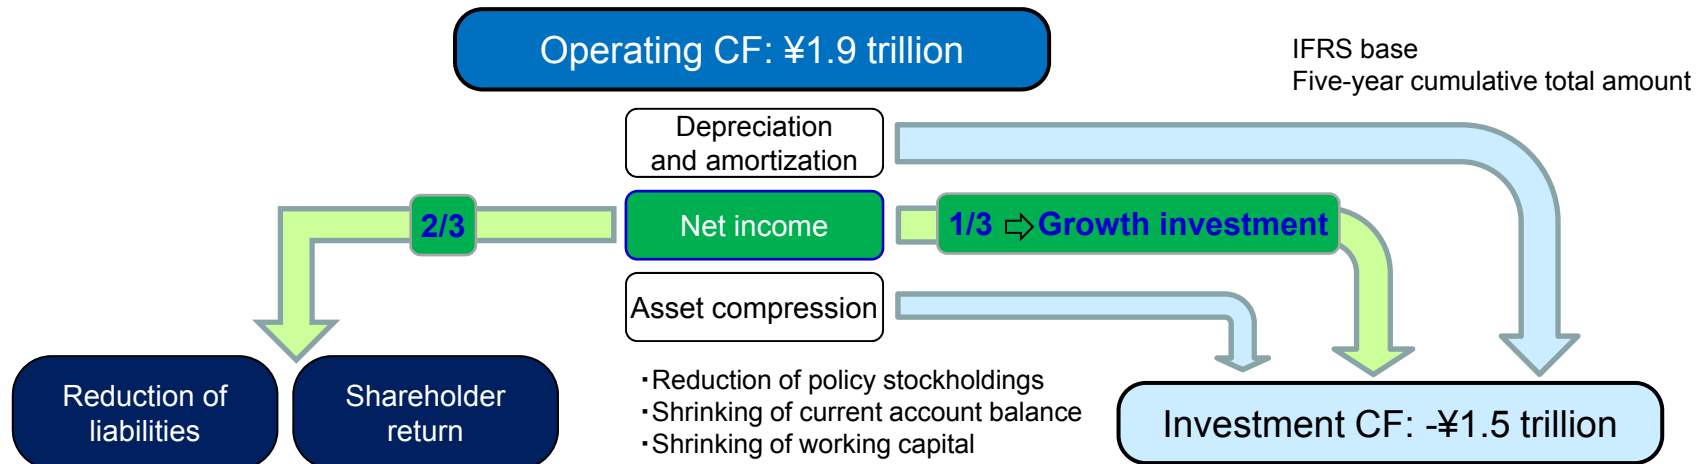 Operating CF: ¥1.9 trillion
IFRS base
Five-year cumulative total amount
Depreciation
and amortization
2/3
Net income
1/3 ⇨ Growth investment
Asset compression
Reduction of
liabilities
Shareholder
return
・Reduction of policy stockholdings
・Shrinking of current account balance
・Shrinking of working capital
Investment CF: -¥1.5 trillion